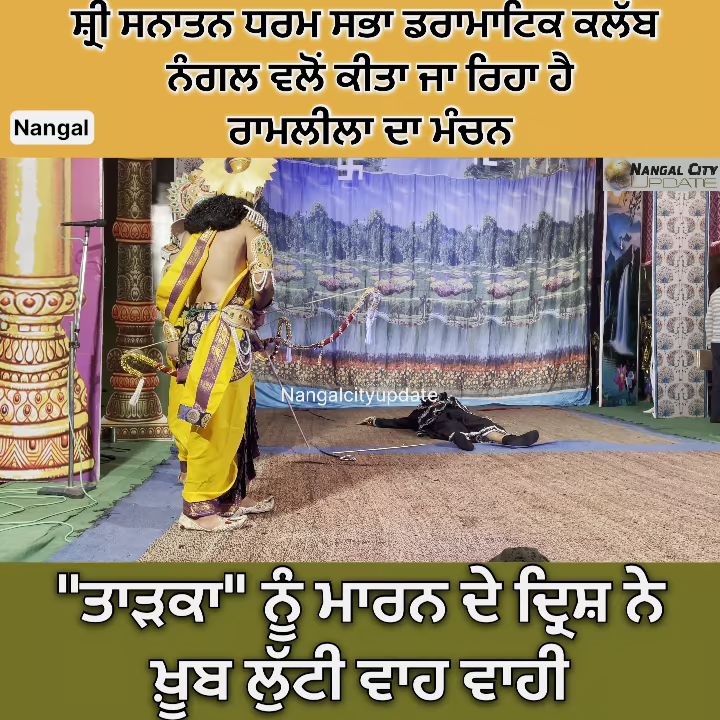 ਸ਼੍ਰੀ ਸਨਾਤਨ ਧਰਮ ਸਭਾ ਡਰਾਮਾਟਿਕ ਕਲੱਬ
ਨੰਗਲ ਵਲੋਂ ਕੀਤਾ ਜਾ ਰਿਹਾ ਹੈ
ਰਾਮਲੀਲਾ ਦਾ ਮੰਚਨ
Nangal
NANGAL CITY
UPDATE
Nangalcityupdate
"ਤਾੜਕਾ" ਨੂੰ ਮਾਰਨ ਦੇ ਦ੍ਰਿਸ਼ ਨੇ
ਖ਼ੂਬ ਲੁੱਟੀ ਵਾਹ ਵਾਹੀ